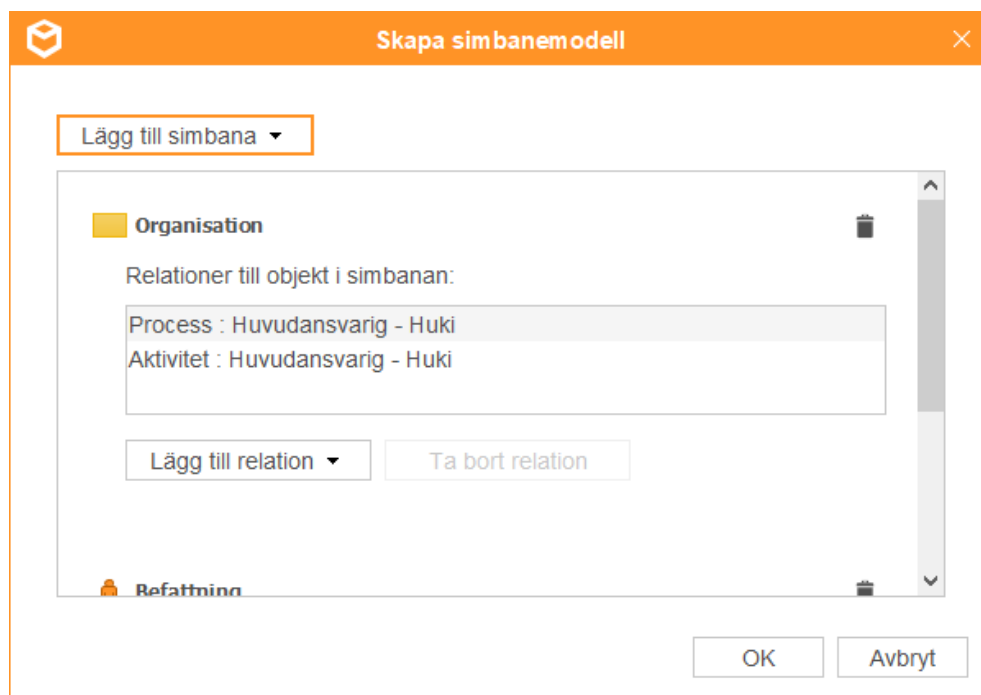 Skapa simbanemodell
Lägg till simbana
Organisation
Relationer till objekt i simbanan:
Process : Huvudansvarig - Huki
Aktivitet : Huvudansvarig - Huki
Lägg till relation
Ta bort relation
Befattning
OK
Avbryt